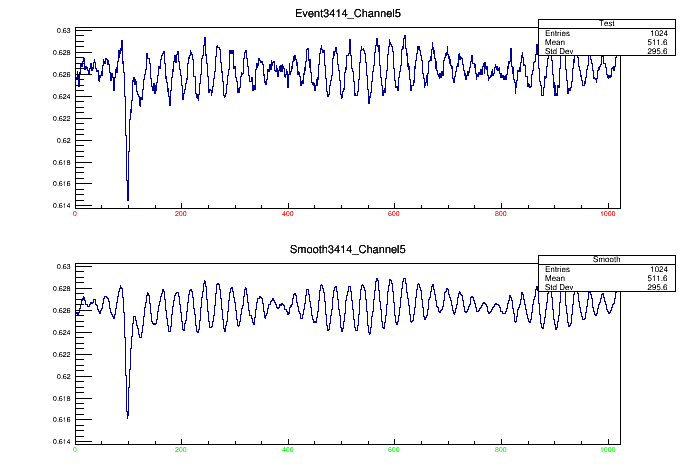 Event3414_Channel5
Test
Entries 1024
Mean 511.6
Std Dev 295.6
0.63
0.628
0.626
0.624
0.622
0.62
0.618
0.616
0.614
0 200 400 600 800 1000
Smooth3414_Channel5
Smooth
Entries 1024
Mean 511.6
Std Dev 295.6
0.63
0.628
0.626
0.624
0.622
0.62
0.618
0.616
0.614
0 200 400 600 800 1000